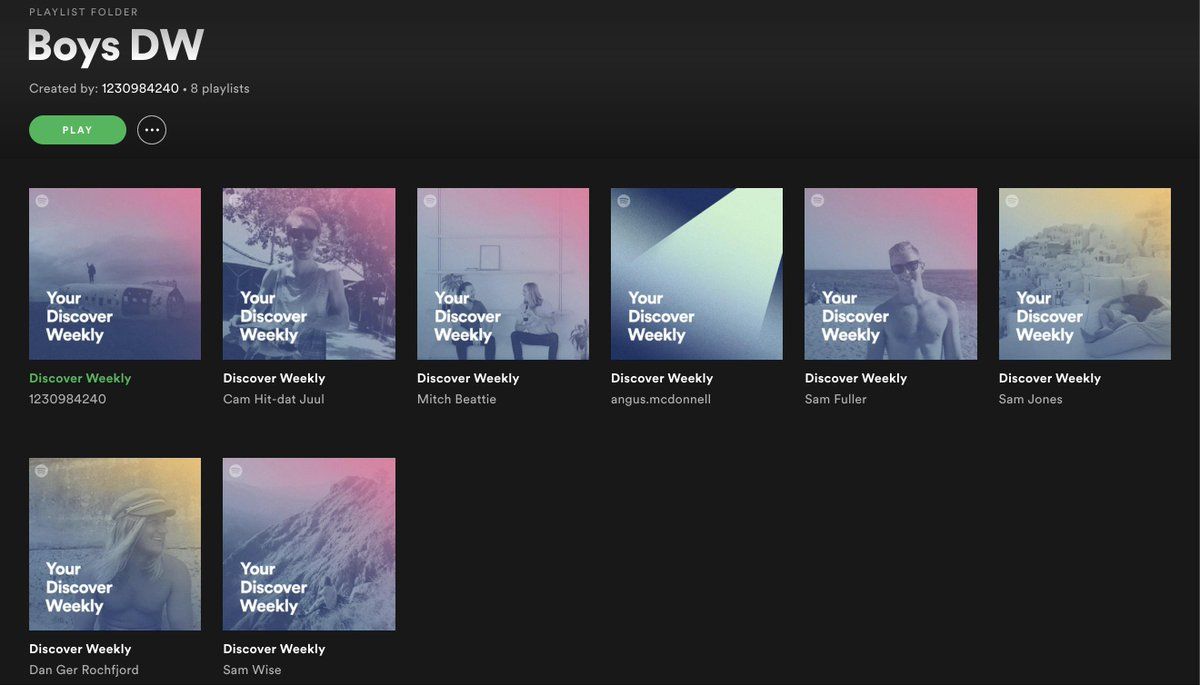 PLAYLIST FOLDER
Boys DW
Created by: 1230984240 • 8 playlists
PLAY
Your
Discover
Weekly
Discover Weekly
1230984240
Your
Discover
Weekly
Discover Weekly
Cam Hit-dat Juul
Your
Discover
Weekly
Discover Weekly
Mitch Beattie
Your
Discover
Weekly
Discover Weekly
angus.mcdonnell
Your
Discover
Weekly
Discover Weekly
Sam Fuller
Your
Discover
Weekly
Discover Weekly
Sam Jones
Your
Discover
Weekly
Discover Weekly
Dan Ger Rochfjord
Your
Discover
Weekly
Discover Weekly
Sam Wise